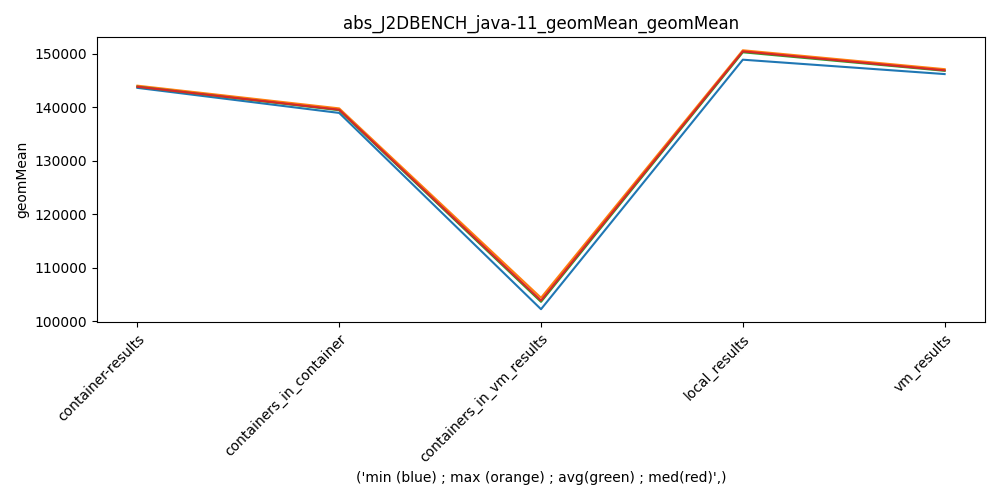 abs_J2DBENCH_java-11_geomMean_geomMean
150000
140000
130000
120000
110000
100000
geomMean
container-results
containers_in_container
containers_in_vm_results
local_results
vm_results
('min (blue) ; max (orange) ; avg(green) ; med(red)',)